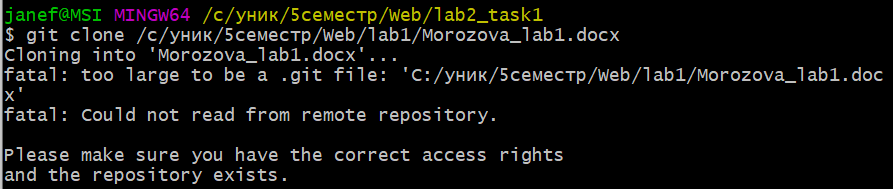 janef@MSI MINGW64 /c/уник/5семестр/Web/lab2_task1
$ git clone /c/уник/5семестр/Web/lab1/Morozova_lab1.docx
Cloning into 'Morozova_lab1.docx'...
fatal: too large to be a .git file: 'C:/уник/5семестр/Web/lab1/Morozova_lab1.doc
x'
fatal: Could not read from remote repository.
Please make sure you have the correct access rights
and the repository exists.